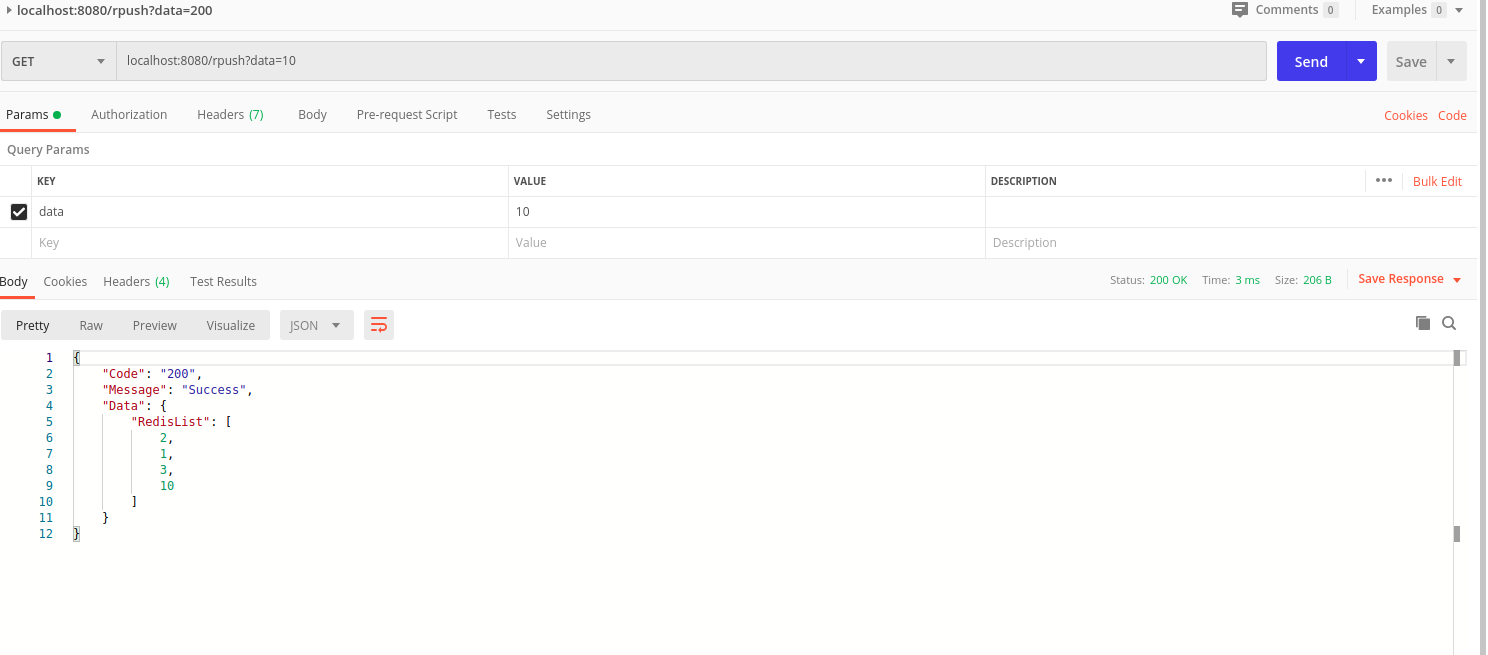 localhost:8080/rpush?data=200 Comments 0 Examples 0
GET localhost:8080/rpush?data=10 Send Save
Params Authorization Headers (7) Body Pre-request Script Tests Settings Cookies Code
Query Params
KEY VALUE DESCRIPTION ••• Bulk Edit
data 10
Key Value Description
Body Cookies Headers (4) Test Results Status: 200 OK Time: 3 ms Size: 206 B Save Response
Pretty Raw Preview Visualize JSON
1 {
2 "Code": "200",
3 "Message": "Success",
4 "Data": {
5 "RedisList": [
6 2,
7 1,
8 3,
9 10
10 ]
11 }
12 }